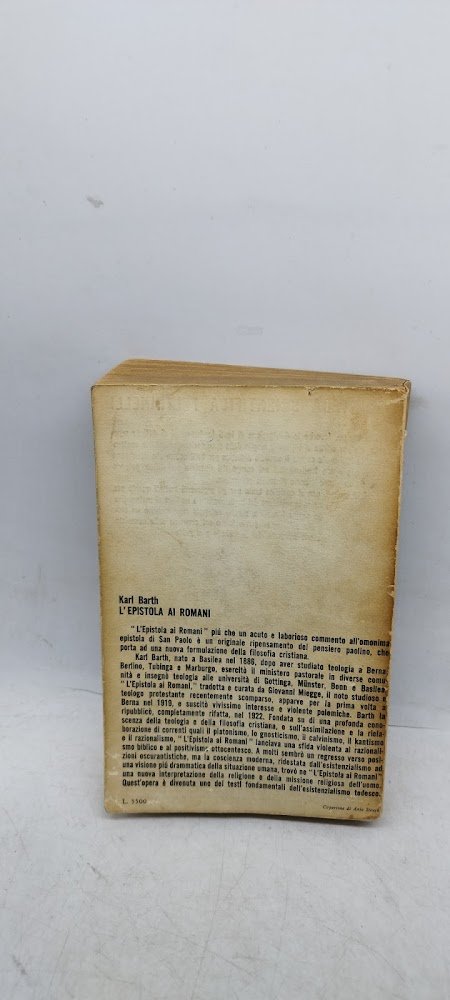 Karl Barth
L'EPISTOLA AI ROMANI
"L'Epistola ai Romani" più che un acuto e laborioso commento all'omonima
epistola di San Paolo è un originale ripensamento del pensiero paolino, che
porta ad una nuova formulazione della filosofia cristiana.
Karl Barth, nato a Basilea nel 1886, dopo aver studiato teologia a Berna
Berlino, Tubinga e Marburgo, esercitò il ministero pastorale in diverse comu
nità e insegnò teologia alle università di Gottinga, Münster, Bonn e Basilea.
"L'Epistola ai Romani," tradotta e curata da Giovanni Miegge, il noto studioso e
teologo protestante recentemente scomparso, apparve per la prima volta a
Berna nel 1919, e suscitò vivissimo interesse e violente polemiche. Barth la
ripubblicò, completamente rifatta, nel 1922. Fondata su di una profonda cono-
scenza della teologia e della filosofia cristiana, e sull'assimilazione e la riela-
borazione di correnti quali il platonismo, lo gnosticismo, il calvinismo, il kantismo
e il razionalismo, "L'Epistola ai Romani" lanciava una sfida violenta al razionali-
smo biblico e al positivismo ottocentesco. A molti sembrò un regresso verso posi-
zioni oscurantistiche, ma la coscienza moderna, ridestata dall'esistenzialismo ad
una visione più drammatica della situazione umana, trovò ne "L'Epistola ai Romani"
una nuova interpretazione della religione e della missione religiosa dell'uomo.
Quest'opera è divenuta uno dei testi fondamentali dell'esistenzialismo tedesco.
L. 3500
Copertina di